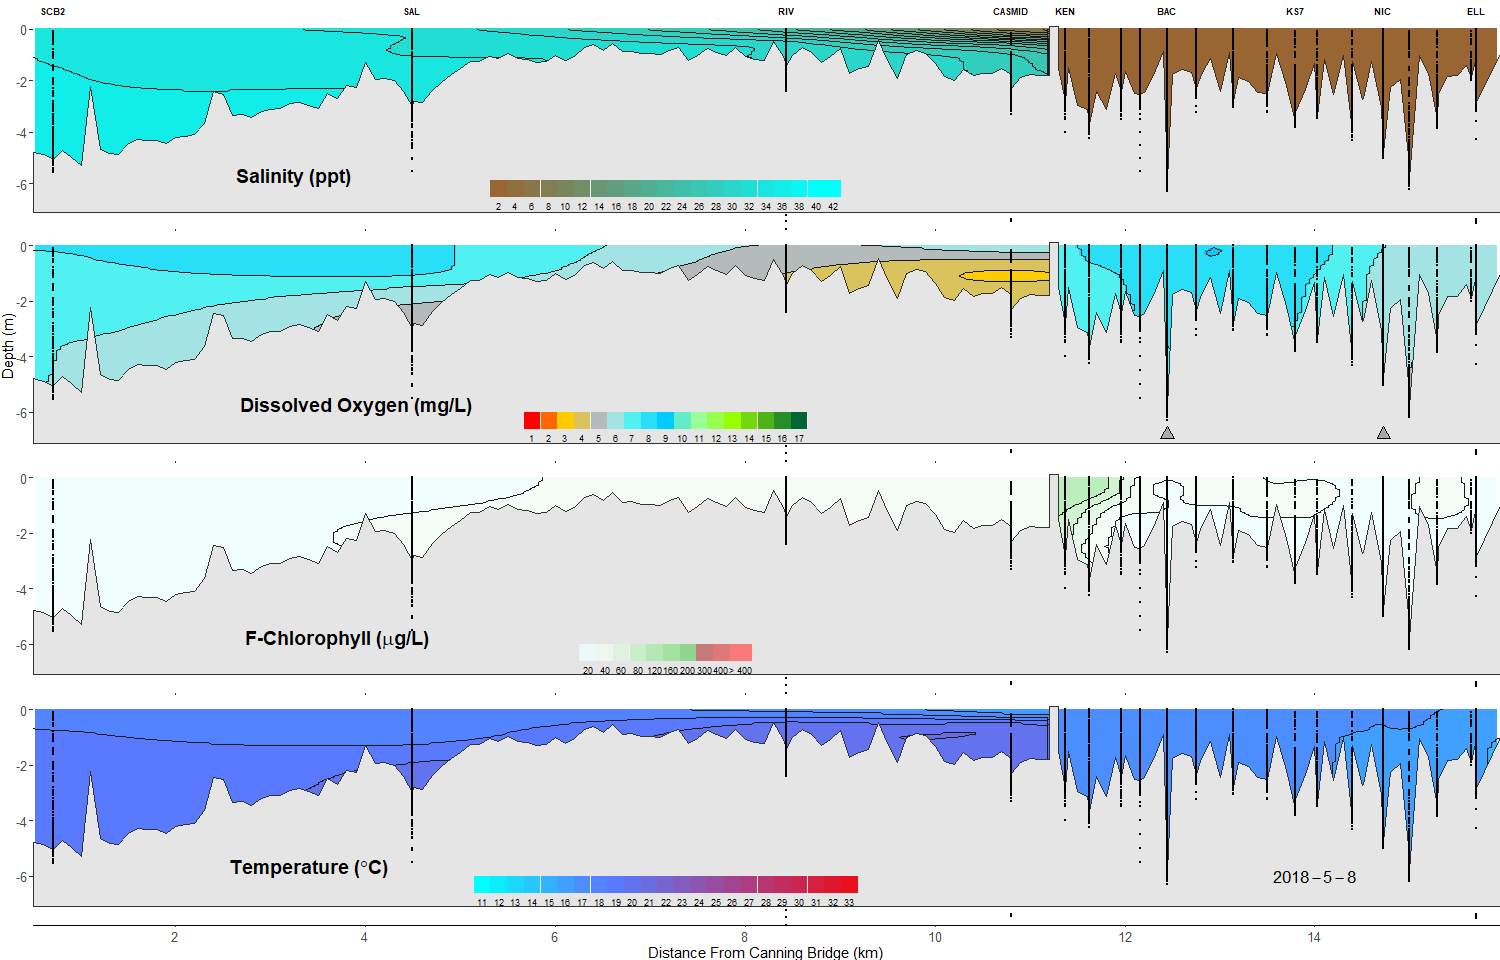 SCB2 SAL RIV CASMID KEN BAC KS7 NIC ELL
0
-2
-4
-6
Salinity (ppt)
2 4 6 8 10 12 14 16 18 20 22 24 26 28 30 32 34 36 38 40 42
0
-2
-4
-6
Depth (m)
Dissolved Oxygen (mg/L)
1 2 3 4 5 6 7 8 9 10 11 12 13 14 15 16 17
0
-2
-4
-6
F-Chlorophyll (μg/L)
20 40 60 80 120 160 200 300 400 > 400
0
-2
-4
-6
Temperature (°C)
2018-5-8
11 12 13 14 15 16 17 18 19 20 21 22 23 24 25 26 27 28 29 30 31 32 33
2 4 6 8 10 12 14
Distance From Canning Bridge (km)